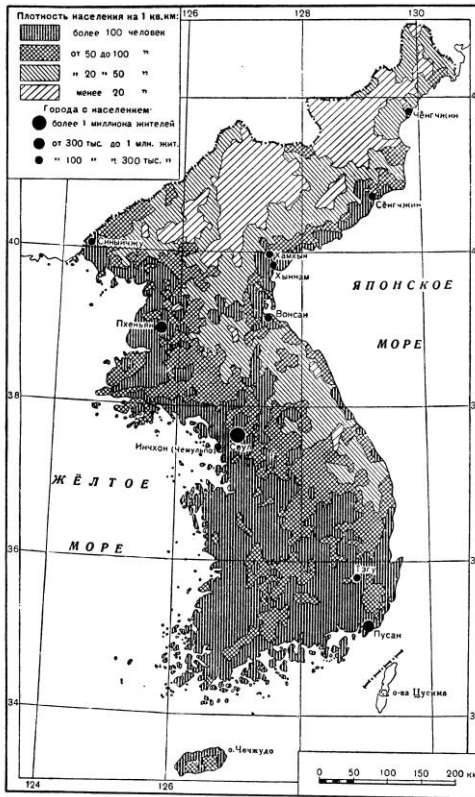 Плотность населения на 1 кв.км:
более 100 человек
от 50 до 100 "
" 20 " 50 "
менее 20 "
Города с населением:
более 1 миллиона жителей
от 300 тыс. до 1 млн. жит.
" 100 " " 300 тыс. "
126
128
130
Чёнгчжин
Сёнгчжин
40
Синыйчжу
Хамхын
Хыннам
ЯПОНСКОЕ
МОРЕ
Вонсан
Пхеньян
38
Инчхон (Чемульпо)
Сеул
ЖЁЛТОЕ
МОРЕ
36
Тэгу
Пусан
о-ва Цусима
34
о.Чечжудо
124
126
0 50 100 150 200 км